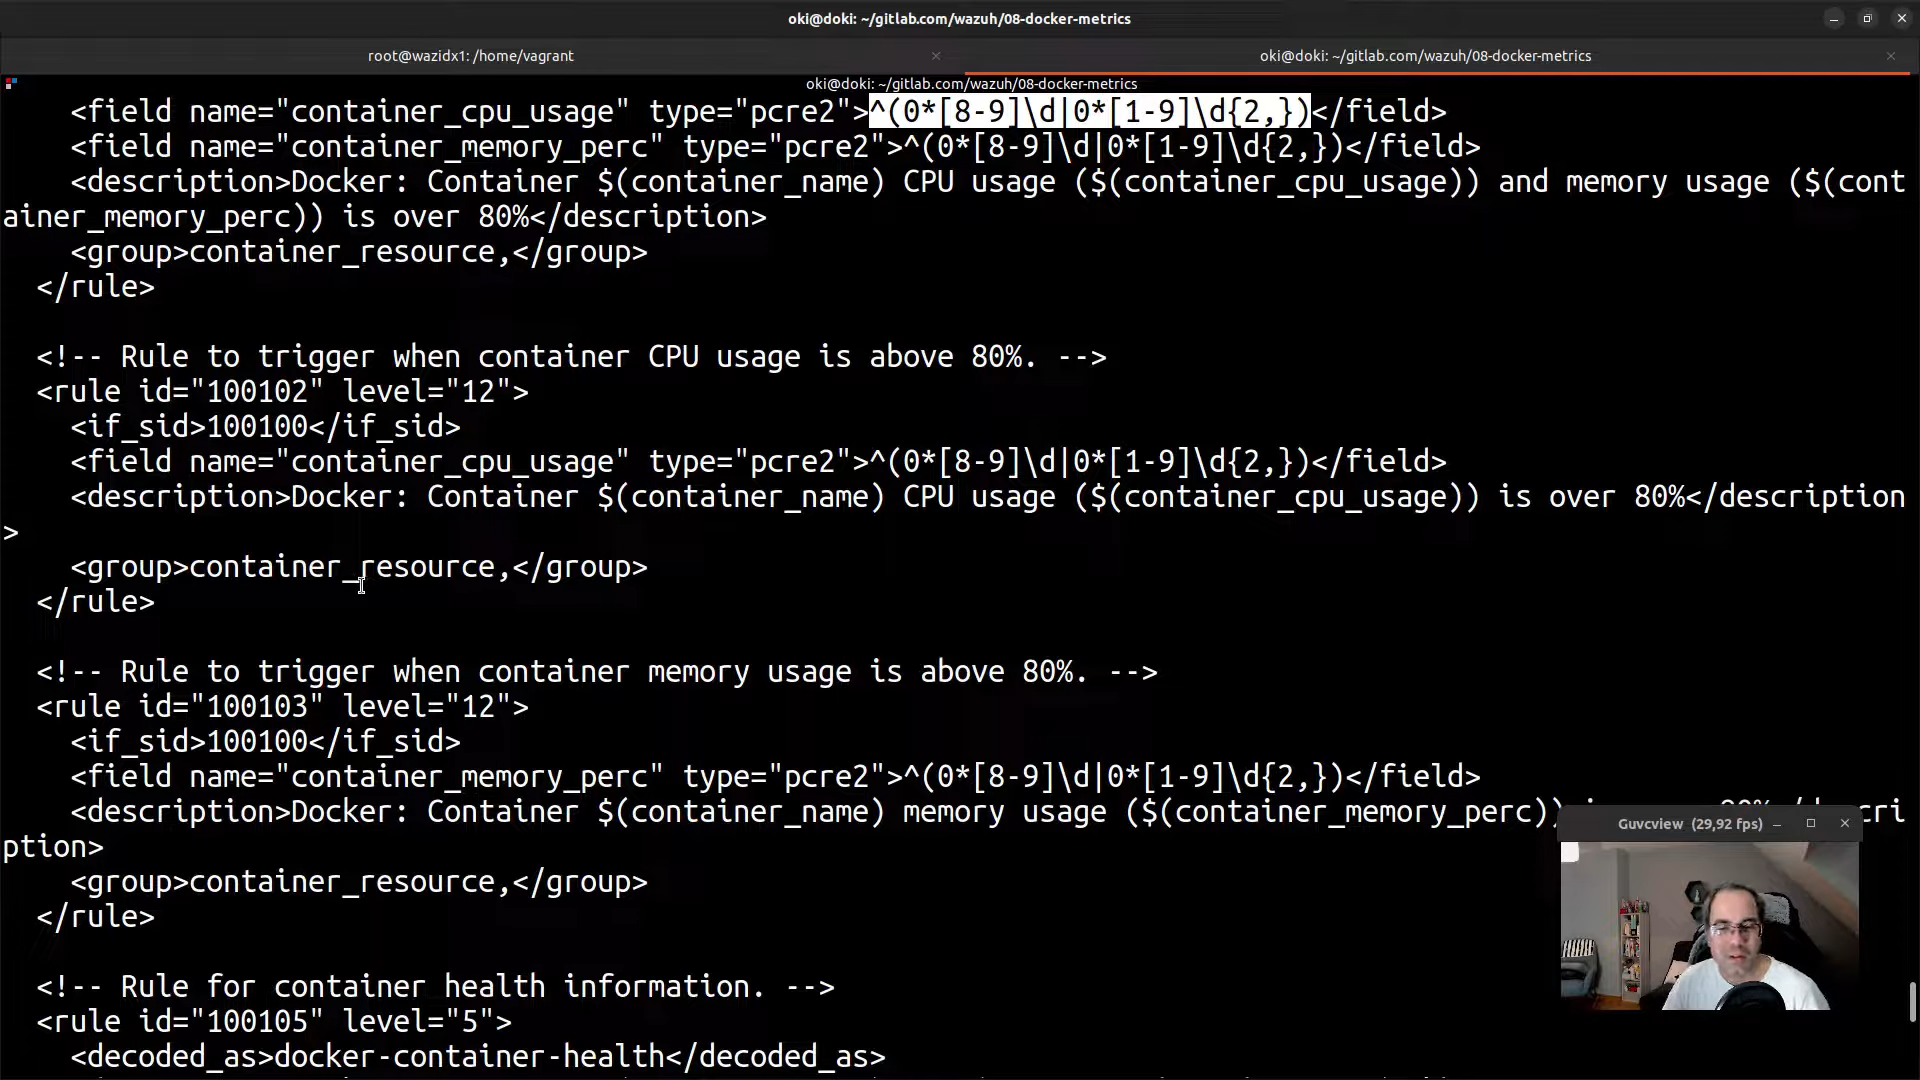 oki@doki: ~/gitlab.com/wazuh/08-docker-metrics
root@wazidx1: /home/vagrant
oki@doki: ~/gitlab.com/wazuh/08-docker-metrics
oki@doki: ~/gitlab.com/wazuh/08-docker-metrics
    <field name="container_cpu_usage" type="pcre2">^(0*[8-9]\d|0*[1-9]\d{2,})</field>
    <field name="container_memory_perc" type="pcre2">^(0*[8-9]\d|0*[1-9]\d{2,})</field>
    <description>Docker: Container $(container_name) CPU usage ($(container_cpu_usage)) and memory usage ($(cont
ainer_memory_perc)) is over 80%</description>
    <group>container_resource,</group>
  </rule>
  <!-- Rule to trigger when container CPU usage is above 80%. -->
  <rule id="100102" level="12">
    <if_sid>100100</if_sid>
    <field name="container_cpu_usage" type="pcre2">^(0*[8-9]\d|0*[1-9]\d{2,})</field>
    <description>Docker: Container $(container_name) CPU usage ($(container_cpu_usage)) is over 80%</description
>
    <group>container_resource,</group>
  </rule>
  <!-- Rule to trigger when container memory usage is above 80%. -->
  <rule id="100103" level="12">
    <if_sid>100100</if_sid>
    <field name="container_memory_perc" type="pcre2">^(0*[8-9]\d|0*[1-9]\d{2,})</field>
    <description>Docker: Container $(container_name) memory usage ($(container_memory_perc))
ption>
Guvcview (29,92 fps)
    <group>container_resource,</group>
  </rule>
  <!-- Rule for container health information. -->
  <rule id="100105" level="5">
    <decoded_as>docker-container-health</decoded_as>